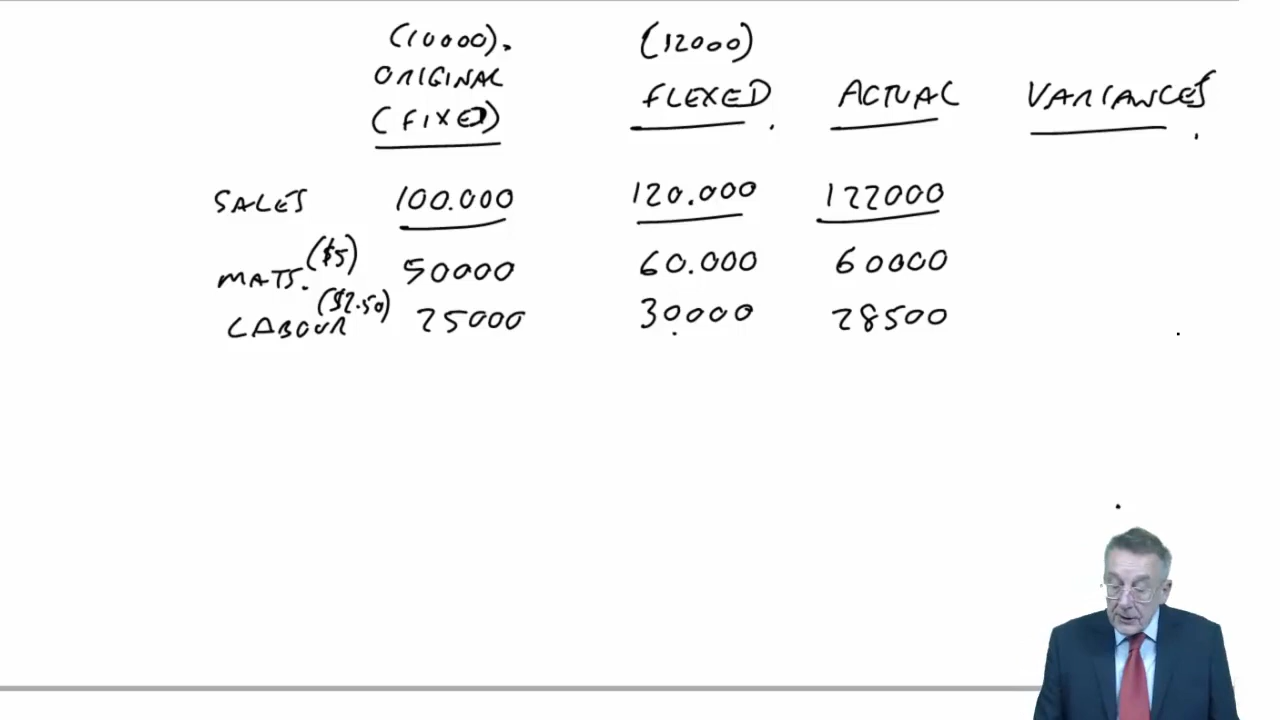 (10000). (12000)
ORIGINAL
(FIXED) FLEXED ACTUAL VARIANCES
SALES 100.000 120.000 122000
MATS. ($5) 50000 60.000 60000
LABOUR ($2.50) 25000 30000 28500